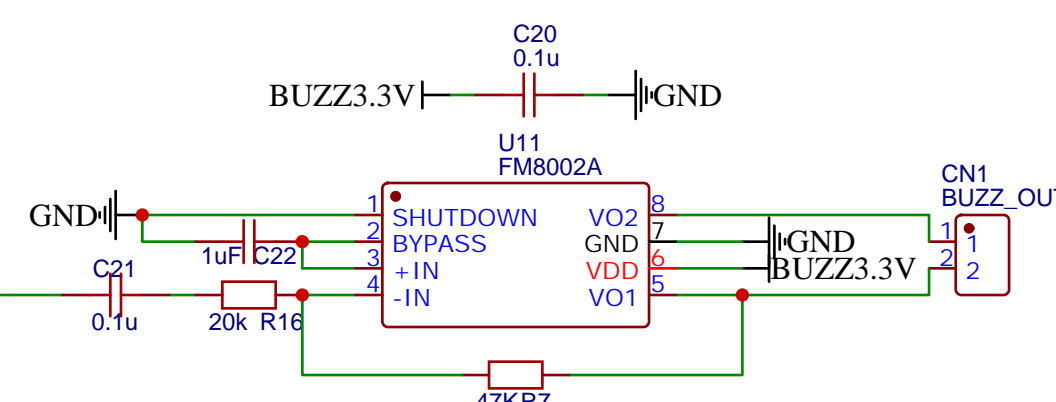 C20
0.1u
BUZZ3.3V
GND
U11
FM8002A
CN1
BUZZ_OUT
GND
1
SHUTDOWN
VO2
8
2
BYPASS
GND
7
GND
1
1
1uF
C22
3
+IN
VDD
6
BUZZ3.3V
2
2
C21
4
-IN
VO1
5
0.1u
20k R16
47KR7